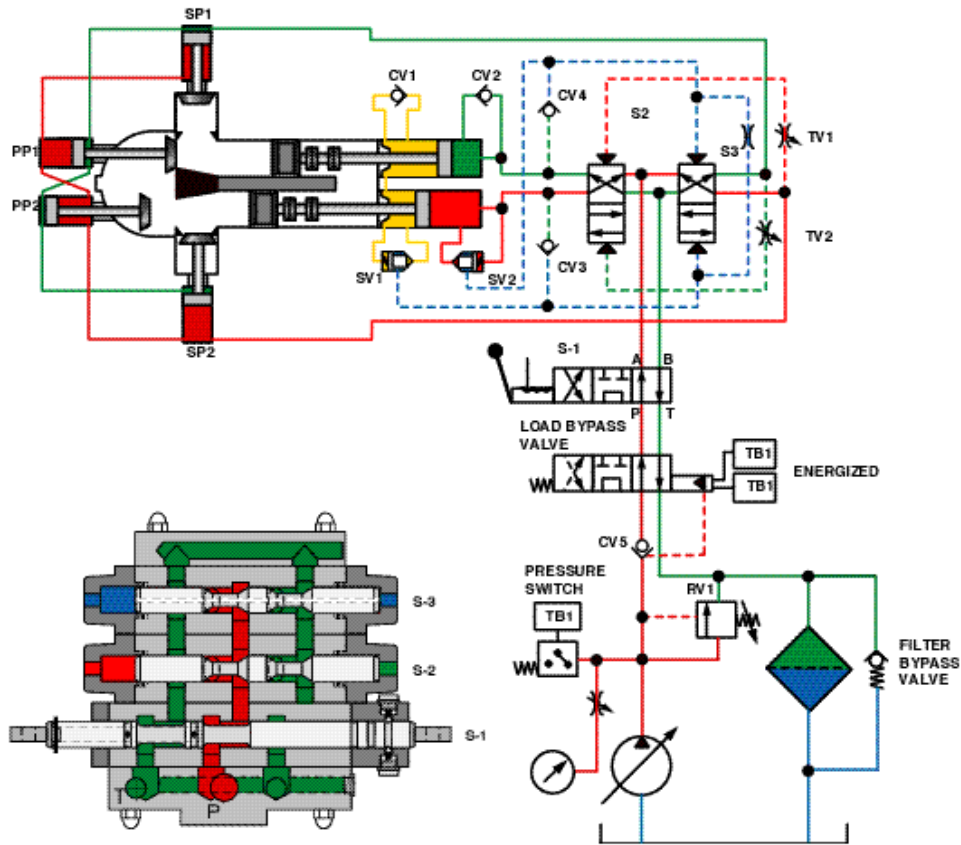 SP1
CV1
CV2
CV4
S2
S3
TV1
PP1
PP2
TV2
CV3
SV1
SV2
SP2
S-1
A
B
P
T
LOAD BYPASS
VALVE
TB1
TB1
ENERGIZED
CV5
PRESSURE
SWITCH
TB1
RV1
FILTER
BYPASS
VALVE
S-3
S-2
S-1
T
P